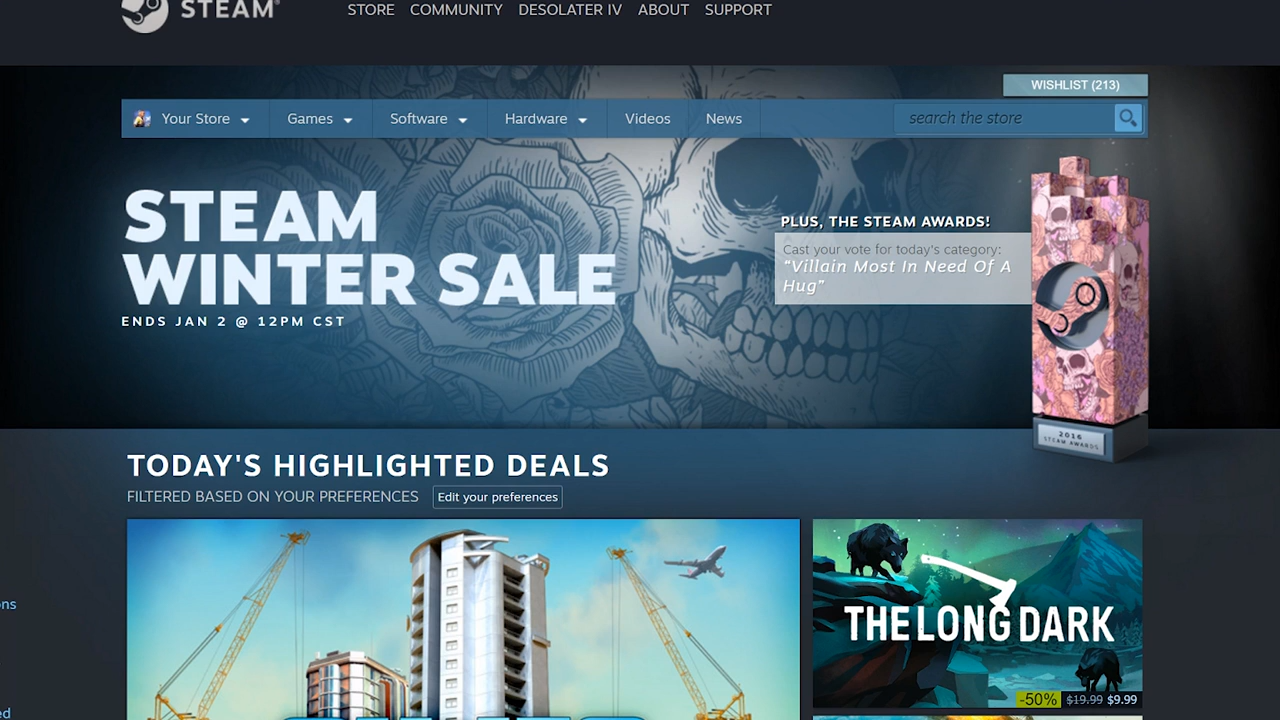 STEAM
STORE COMMUNITY DESOLATER IV ABOUT SUPPORT
WISHLIST (213)
Your Store Games Software Hardware Videos News search the store
STEAM
WINTER SALE
ENDS JAN 2 @ 12PM CST
PLUS, THE STEAM AWARDS!
Cast your vote for today's category:
"Villain Most In Need Of A
Hug"
2016
STEAM AWARDS
TODAY'S HIGHLIGHTED DEALS
FILTERED BASED ON YOUR PREFERENCES Edit your preferences
THE LONG DARK
-50% $19.99 $9.99